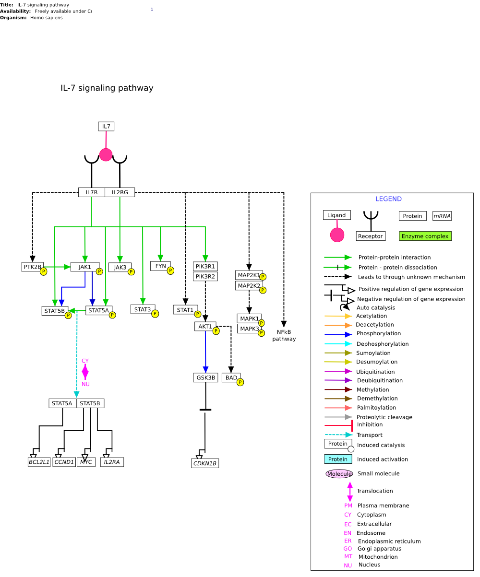 Title: IL-7 signaling pathway
Availability: Freely available under CC
Organism: Homo sapiens
IL-7 signaling pathway
IL7
IL7R IL2RG
PTK2B P JAK1 P JAK3 P FYN P PIK3R1
PIK3R2
MAP2K1 P
MAP2K2 P
STAT5B P STAT5A P STAT3 P STAT1 P
MAPK1 P
MAPK3 P
AKT1 P
NFkB
pathway
CY
NU
GSK3B BAD P
STAT5A STAT5B
BCL2L1 CCND1 MYC IL2RA CDKN1B
LEGEND
Ligand
Receptor
Protein mRNA
Enzyme complex
Protein-protein interaction
Protein - protein dissociation
Leads to through unknown mechanism
Positive regulation of gene expression
Negative regulation of gene expression
Auto catalysis
Acetylation
Deacetylation
Phosphorylation
Dephosphorylation
Sumoylation
Desumoylation
Ubiquitination
Deubiquitination
Methylation
Demethylation
Palmitoylation
Proteolytic cleavage
Inhibition
Transport
Protein Induced catalysis
Protein Induced activation
Molecule Small molecule
Translocation
PM Plasma membrane
CY Cytoplasm
EC Extracellular
EN Endosome
ER Endoplasmic reticulum
GO Golgi apparatus
MT Mitochondrion
NU Nucleus